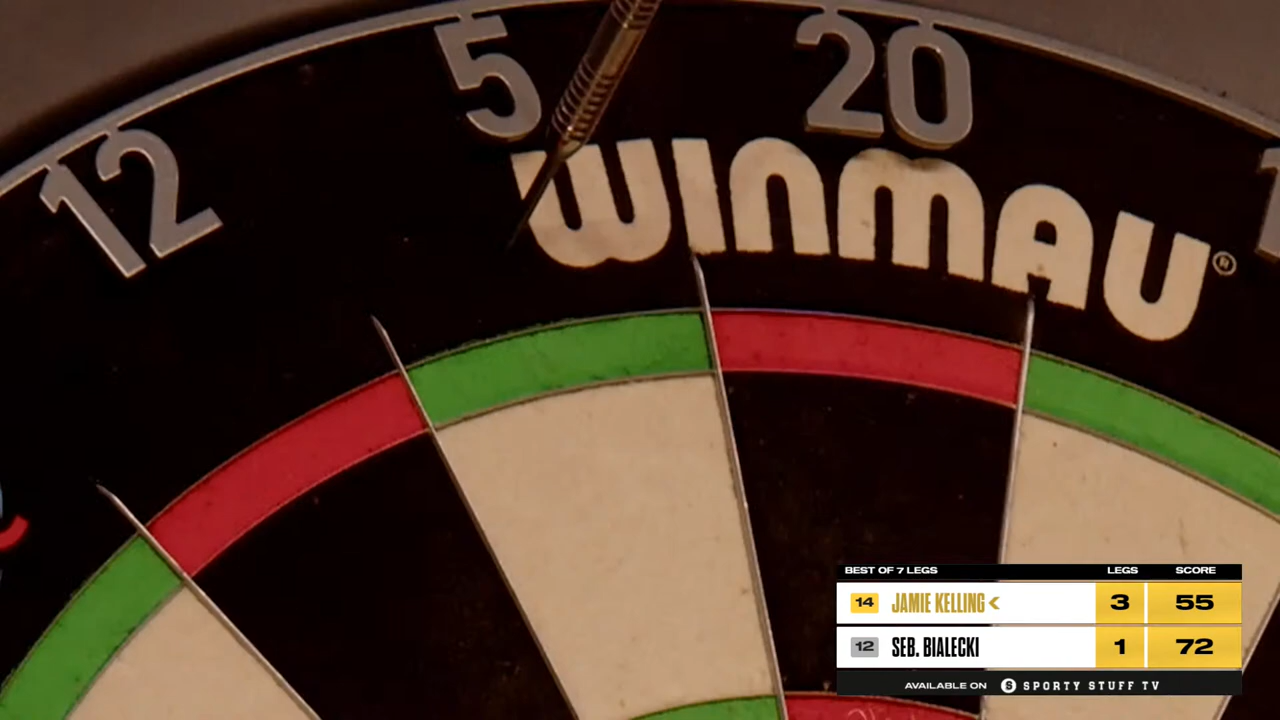 5
20
12
WINMAU®
BEST OF 7 LEGS LEGS SCORE
14 JAMIE KELLING 3 55
12 SEB. BIALECKI 1 72
AVAILABLE ON S SPORTY STUFF TV